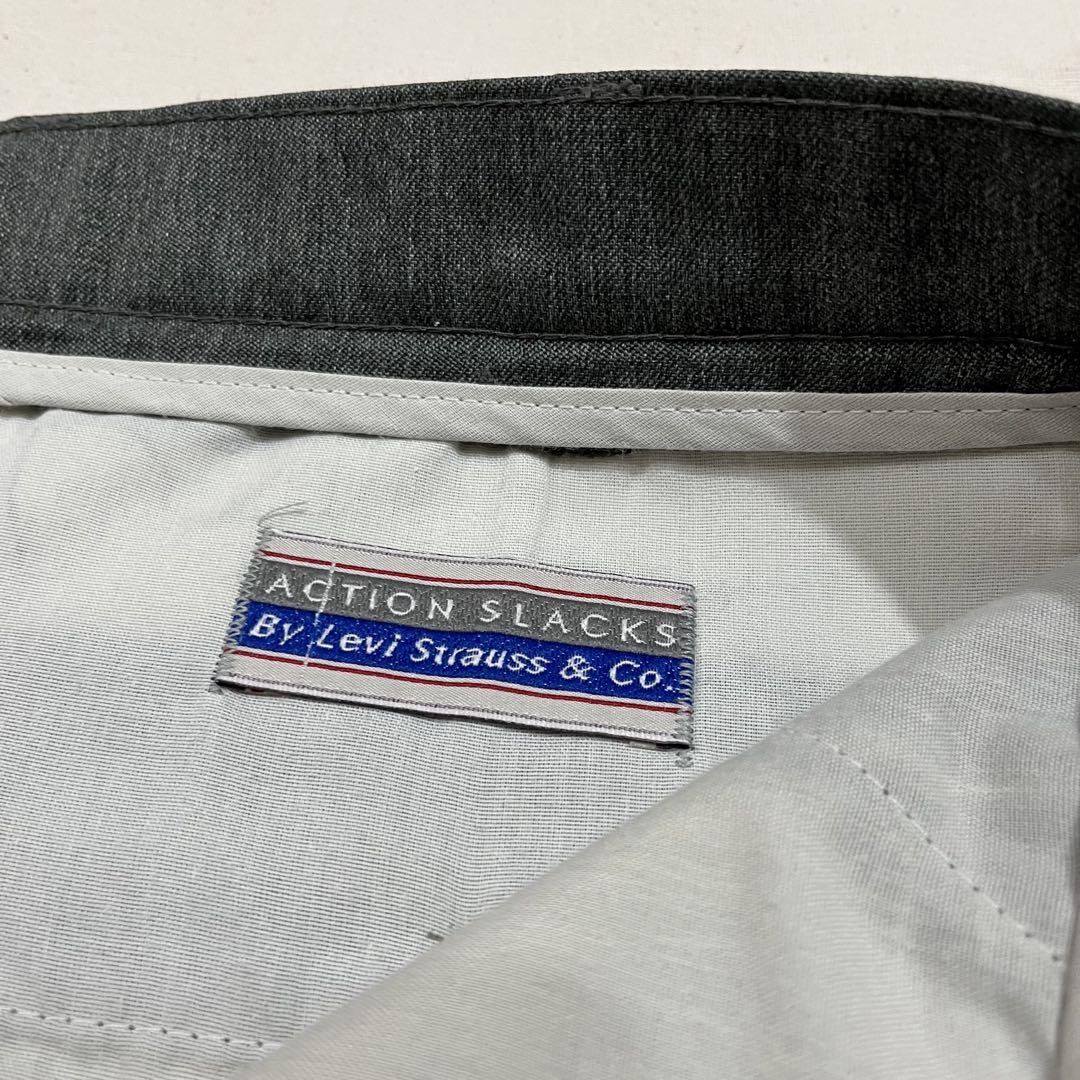 ACTION SLACKS
By Levi Strauss & Co.